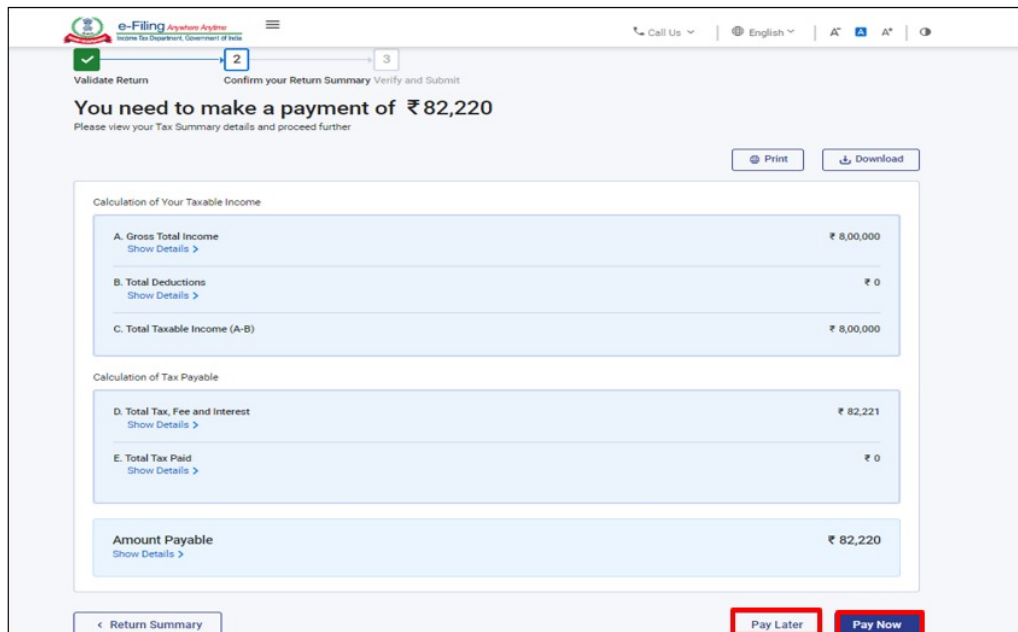 e-Filing Anywhere Anytime
Income Tax Department, Government of India
Call Us
English
A-
A
A+
2
3
Validate Return
Confirm your Return Summary
Verify and Submit
You need to make a payment of ₹ 82,220
Please view your Tax Summary details and proceed further
Print
Download
Calculation of Your Taxable Income
A. Gross Total Income ₹ 8,00,000
Show Details >
B. Total Deductions ₹ 0
Show Details >
C. Total Taxable Income (A-B) ₹ 8,00,000
Calculation of Tax Payable
D. Total Tax, Fee and Interest ₹ 82,221
Show Details >
E. Total Tax Paid ₹ 0
Show Details >
Amount Payable ₹ 82,220
Show Details >
< Return Summary
Pay Later
Pay Now